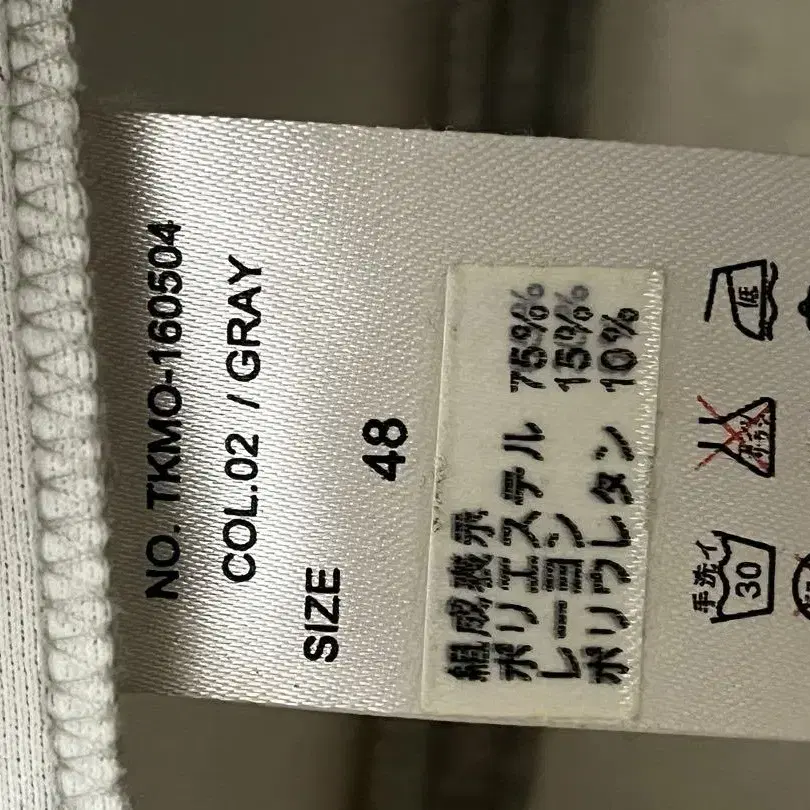 NO. TKMO-160504
COL.02 / GRAY
SIZE
48
組成表示
ポリエステル 75%
レーヨン 15%
ポリウレタン 10%
手洗イ
30
低